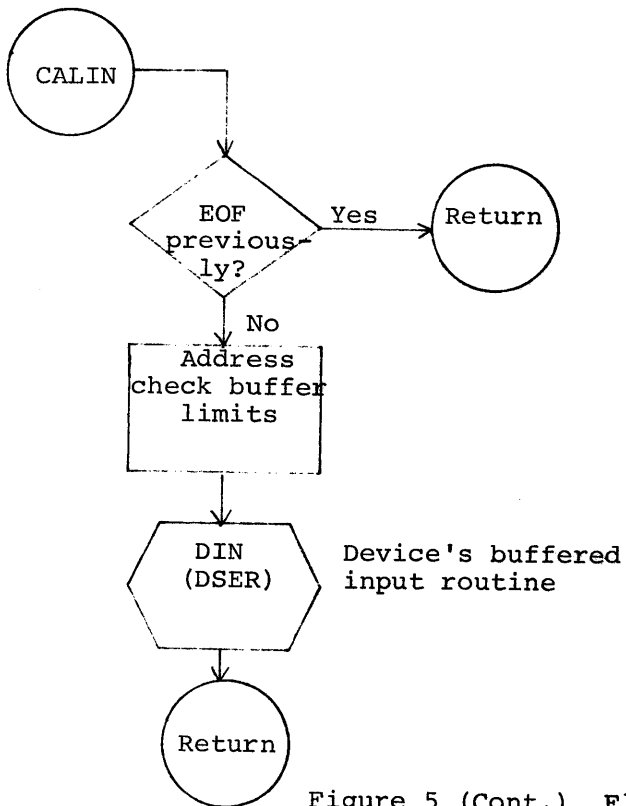 CALIN
EOF
previous-
ly?
Yes
Return
No
Address
check buffer
limits
DIN
(DSER)
Device's buffered
input routine
Return
Figure 5 (Cont.)